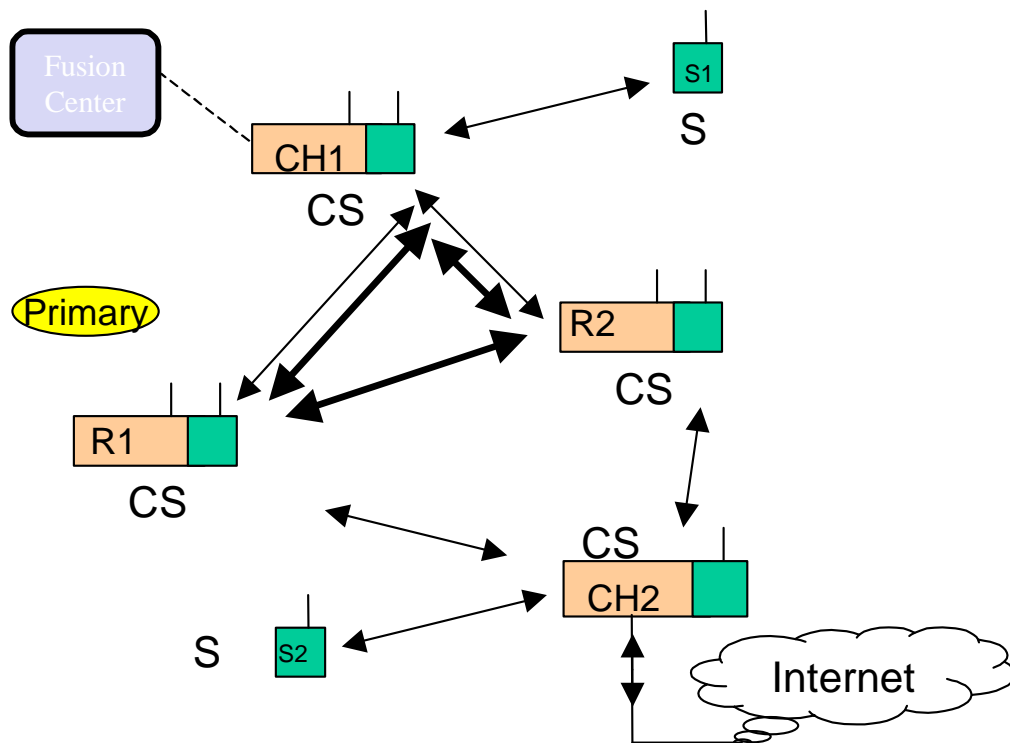 Fusion
Center
S1
S
CH1
CS
Primary
R2
CS
R1
CS
CS
CH2
S
S2
Internet